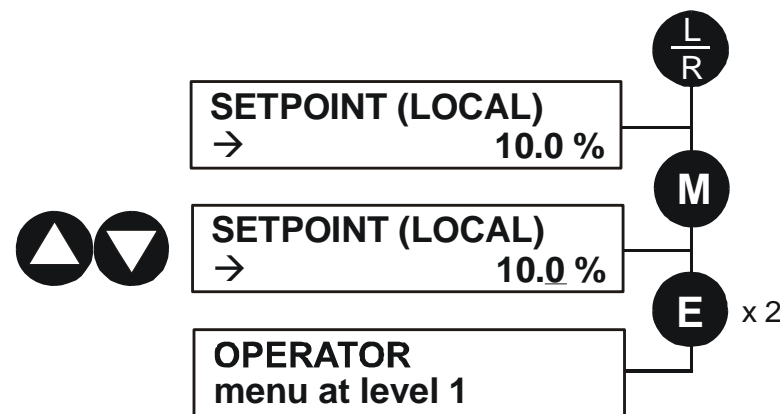 L
R
SETPOINT (LOCAL)
→ 10.0 %
M
SETPOINT (LOCAL)
→ 10.0 %
E x 2
OPERATOR
menu at level 1